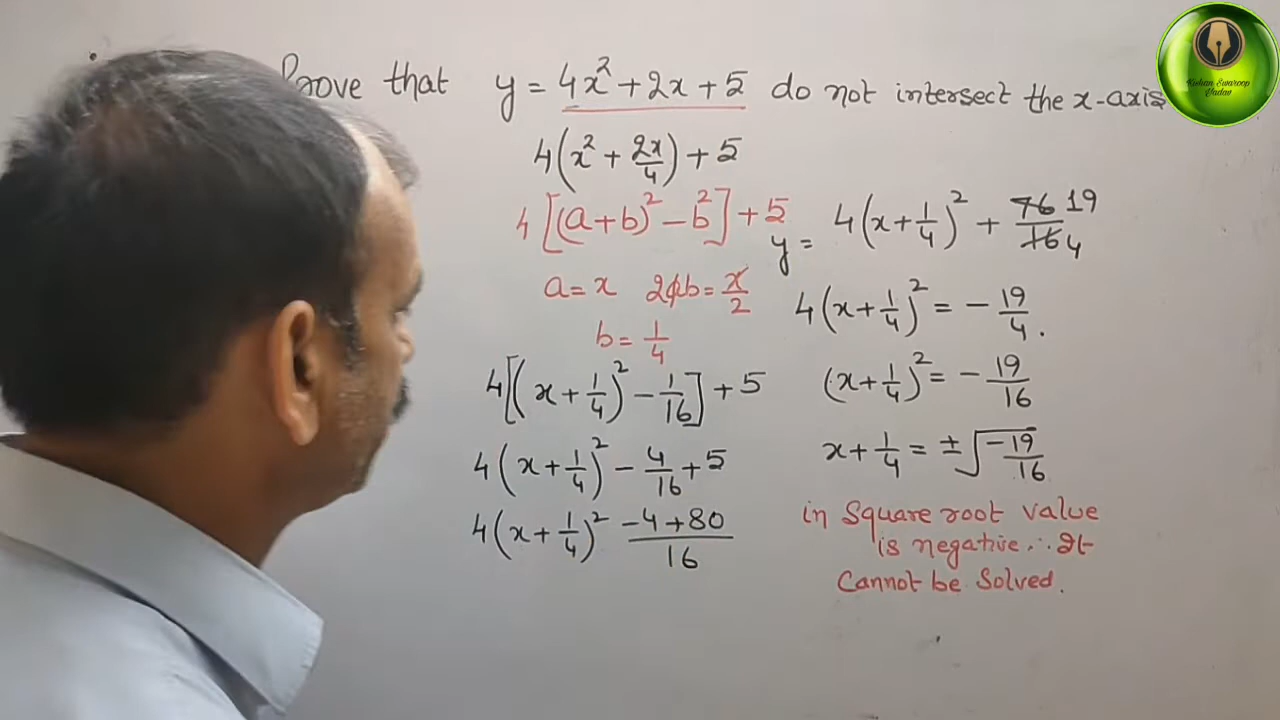 Prove that y = 4x² + 2x + 5 do not intersect the x-axis
4(x² + 2x/4) + 5
4[(a+b)² - b²] + 5
a = x 2ab = x/2
b = 1/4
4[(x + 1/4)² - 1/16] + 5
4(x + 1/4)² - 4/16 + 5
4(x + 1/4)² -4+80/16
y = 4(x + 1/4)² + 76/16 19/4
4(x + 1/4)² = - 19/4.
(x + 1/4)² = - 19/16
x + 1/4 = ±√(-19/16)
in Square root value
is negative ∴ It
Cannot be Solved.
Kishan Swaroop
Yadav